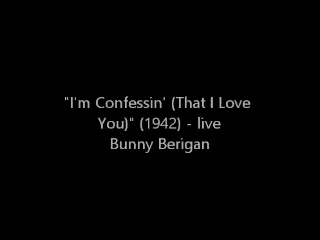 "I'm Confessin' (That I Love
You)" (1942) - live
Bunny Berigan